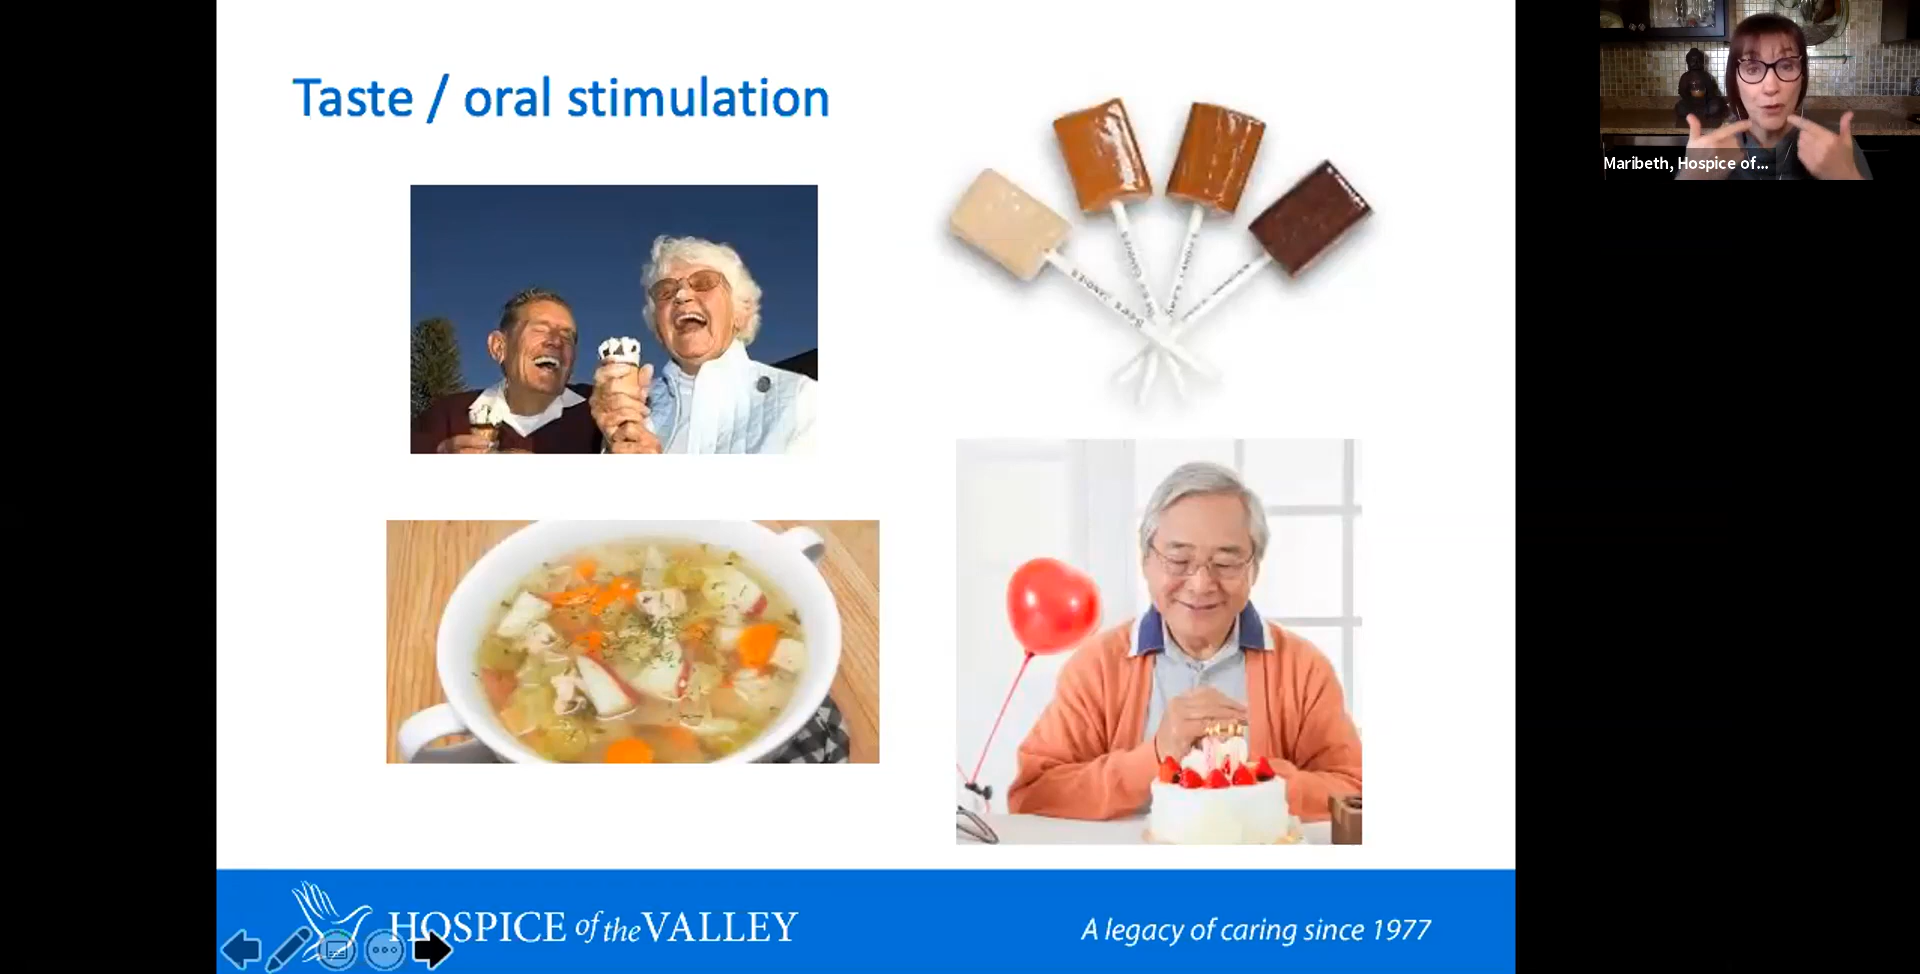 Taste / oral stimulation
Maribeth, Hospice of...
HOSPICE of the VALLEY
A legacy of caring since 1977